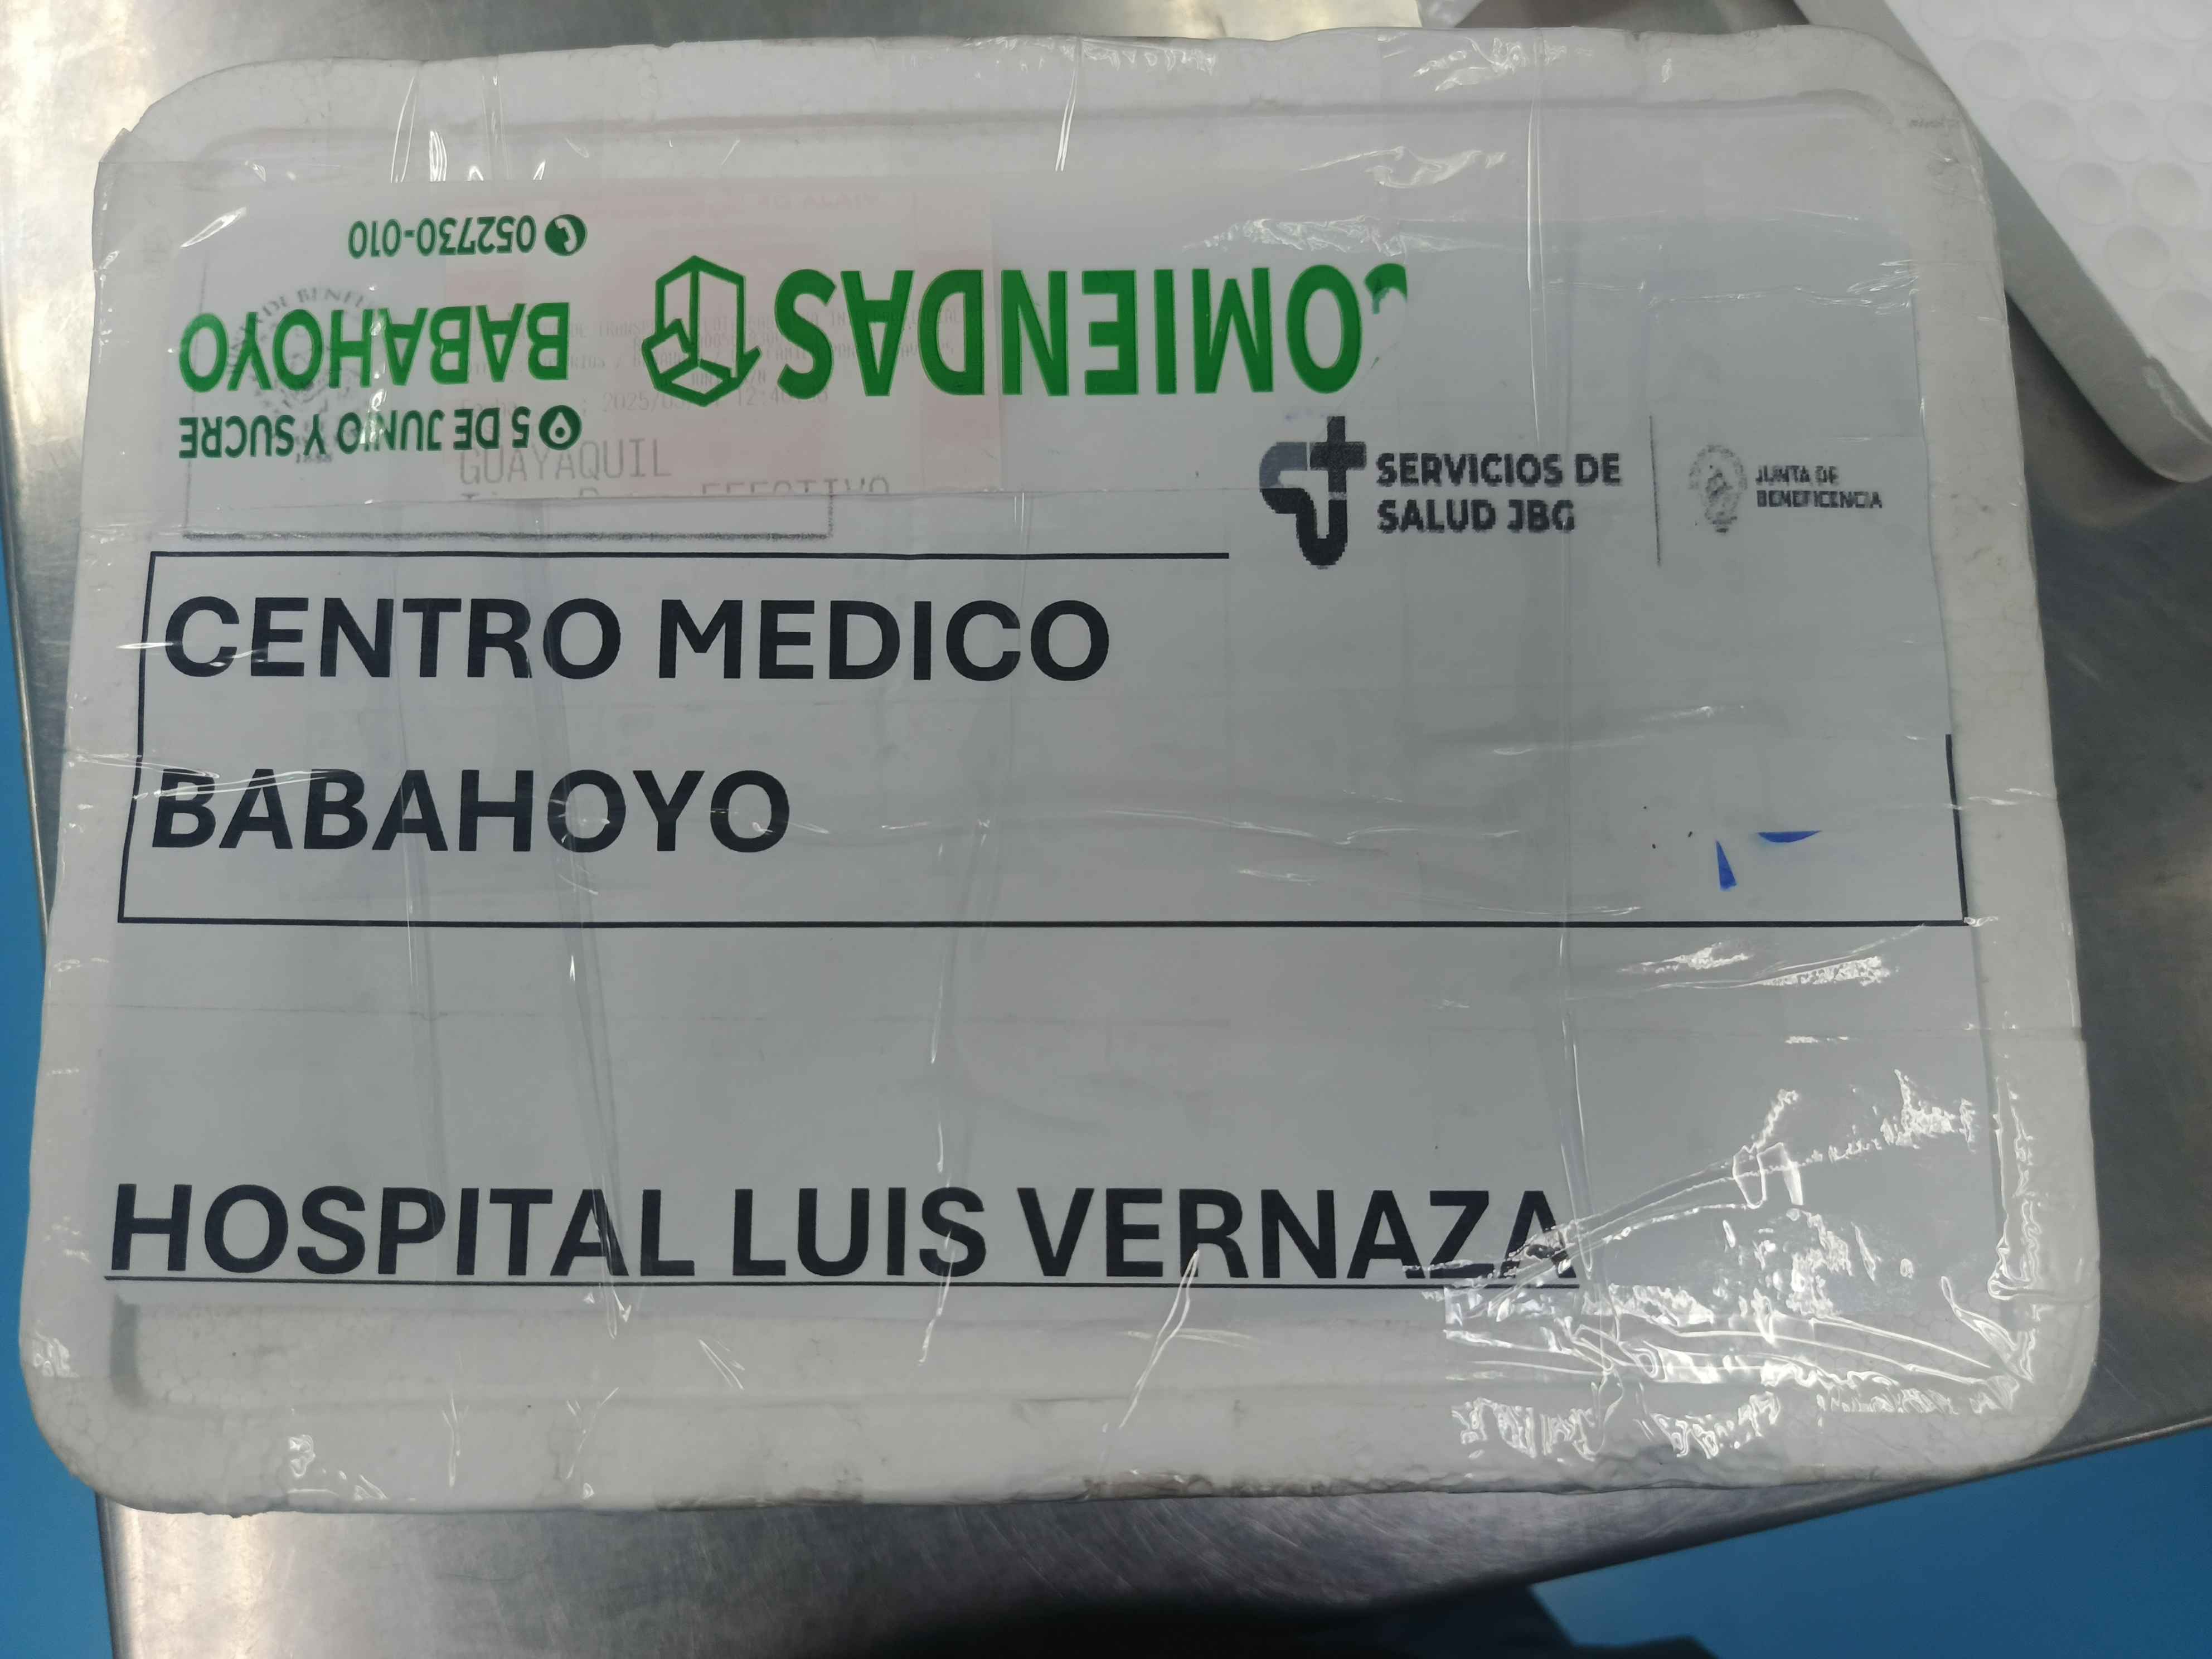 COMIENDAS
5 DE JUNIO Y SUCRE
BABAHOYO
052730-010
GUAYAQUIL
SERVICIOS DE
SALUD JBG
JUNTA DE
BENEFICENCIA
CENTRO MEDICO
BABAHOYO
HOSPITAL LUIS VERNAZA